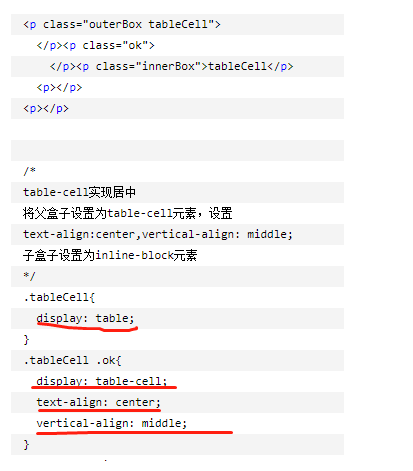 <p class="outerBox tableCell">
</p><p class="ok">
</p><p class="innerBox">tableCell</p>
<p></p>
<p></p>
/*
table-cell实现居中
将父盒子设置为table-cell元素，设置
text-align:center,vertical-align: middle;
子盒子设置为inline-block元素
*/
.tableCell{
display: table;
}
.tableCell .ok{
display: table-cell;
text-align: center;
vertical-align: middle;
}